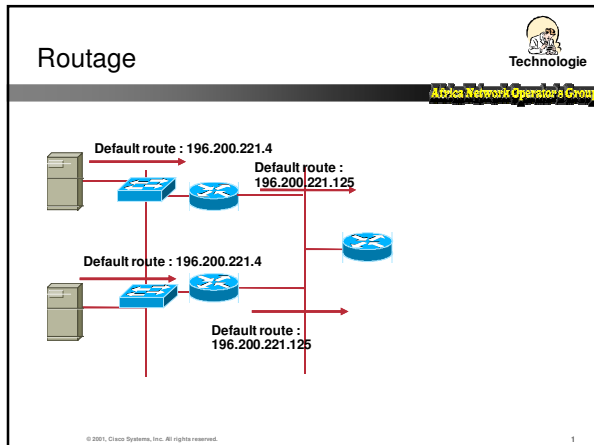 Routage
Technologie
Africa Network Operator's Group
Default route : 196.200.221.4
Default route :
196.200.221.125
Default route : 196.200.221.4
Default route :
196.200.221.125
© 2001, Cisco Systems, Inc. All rights reserved.
1